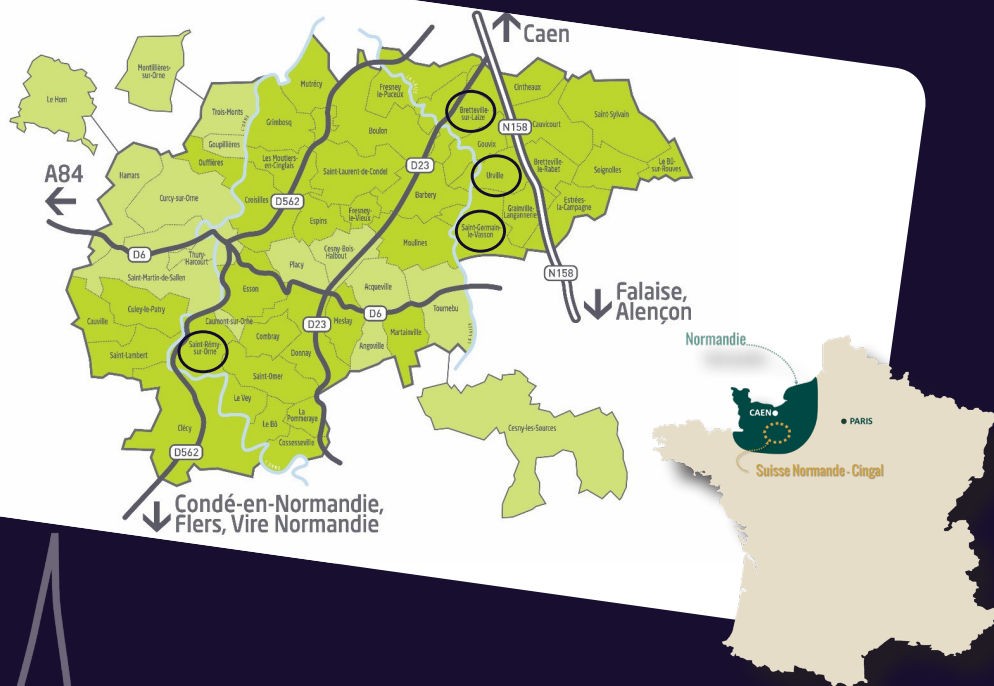 Caen
Montillières-
sur-Orne
Le Hom
Mutrécy
Fresney
le-Puceux
Cintheaux
Trois-Monts
Grimbosq
Bretteville-
sur-Laize
Saint-Sylvain
N158
Cauvicourt
Boulon
Goupillières
Gouvix
Ouffières
Les Moutiers-
en-Cinglais
D23
Bretteville-
le-Rabet
Soignolles
Le Bû-
sur-Rouves
A84
Hamars
Saint-Laurent-de-Condel
Urville
Curcy-sur-Orne
Croisilles
D562
Barbery
Estrées-
la-Campagne
Grainville-
Langannerie
Espins
Fresney-
le-Vieux
Saint-Germain-
le-Vasson
Moulines
D6
Thury-
Harcourt
Cesny-Bois-
Halbout
Placy
N158
Saint-Martin-de-Sallen
Esson
Acqueville
Falaise,
Alençon
Culey-le-Patry
Tournebu
D6
Cauville
Caumont-sur-Orne
D23
Meslay
Martainville
Combray
Angoville
Saint-Rémy-
sur-Orne
Saint-Lambert
Donnay
Saint-Omer
Le Vey
La
Pommeraye
Le Bô
Clécy
Cossesseville
Cesny-les-Sources
D562
Condé-en-Normandie,
Flers, Vire Normandie
Normandie
CAEN
PARIS
Suisse Normande - Cingal